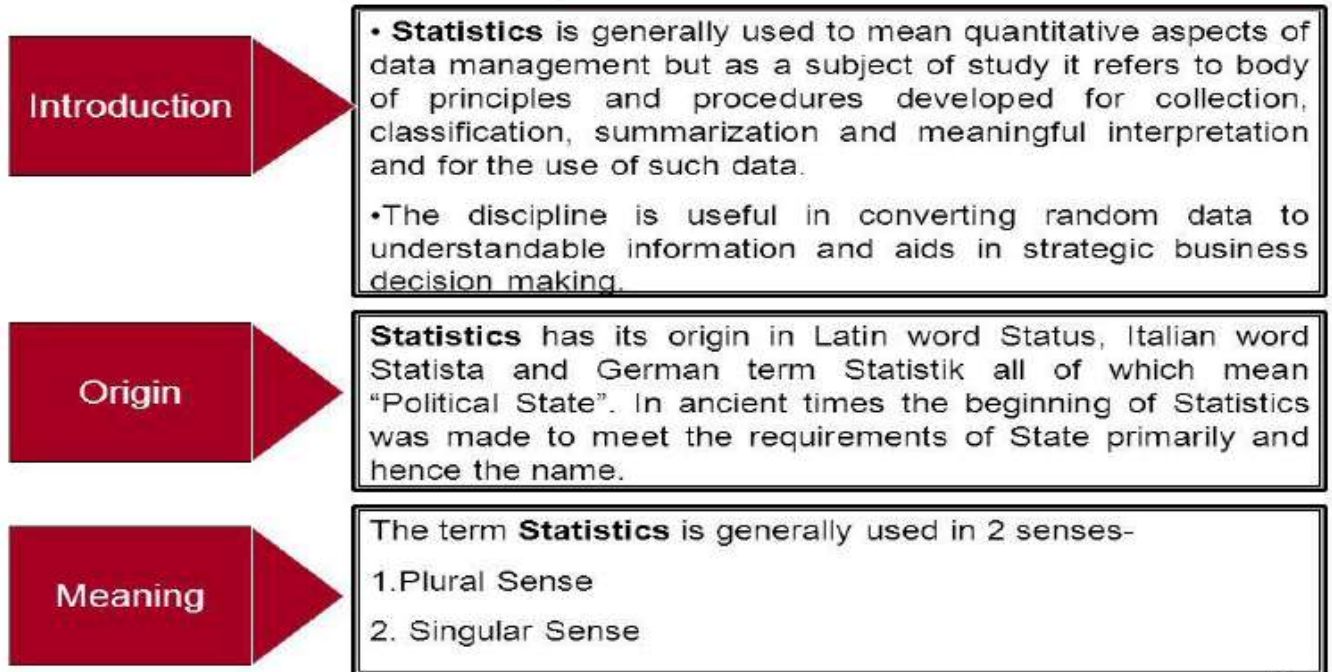 Introduction
• Statistics is generally used to mean quantitative aspects of
data management but as a subject of study it refers to body
of principles and procedures developed for collection,
classification, summarization and meaningful interpretation
and for the use of such data.
•The discipline is useful in converting random data to
understandable information and aids in strategic business
decision making.
Origin
Statistics has its origin in Latin word Status, Italian word
Statista and German term Statistik all of which mean
“Political State”. In ancient times the beginning of Statistics
was made to meet the requirements of State primarily and
hence the name.
Meaning
The term Statistics is generally used in 2 senses-
1.Plural Sense
2. Singular Sense